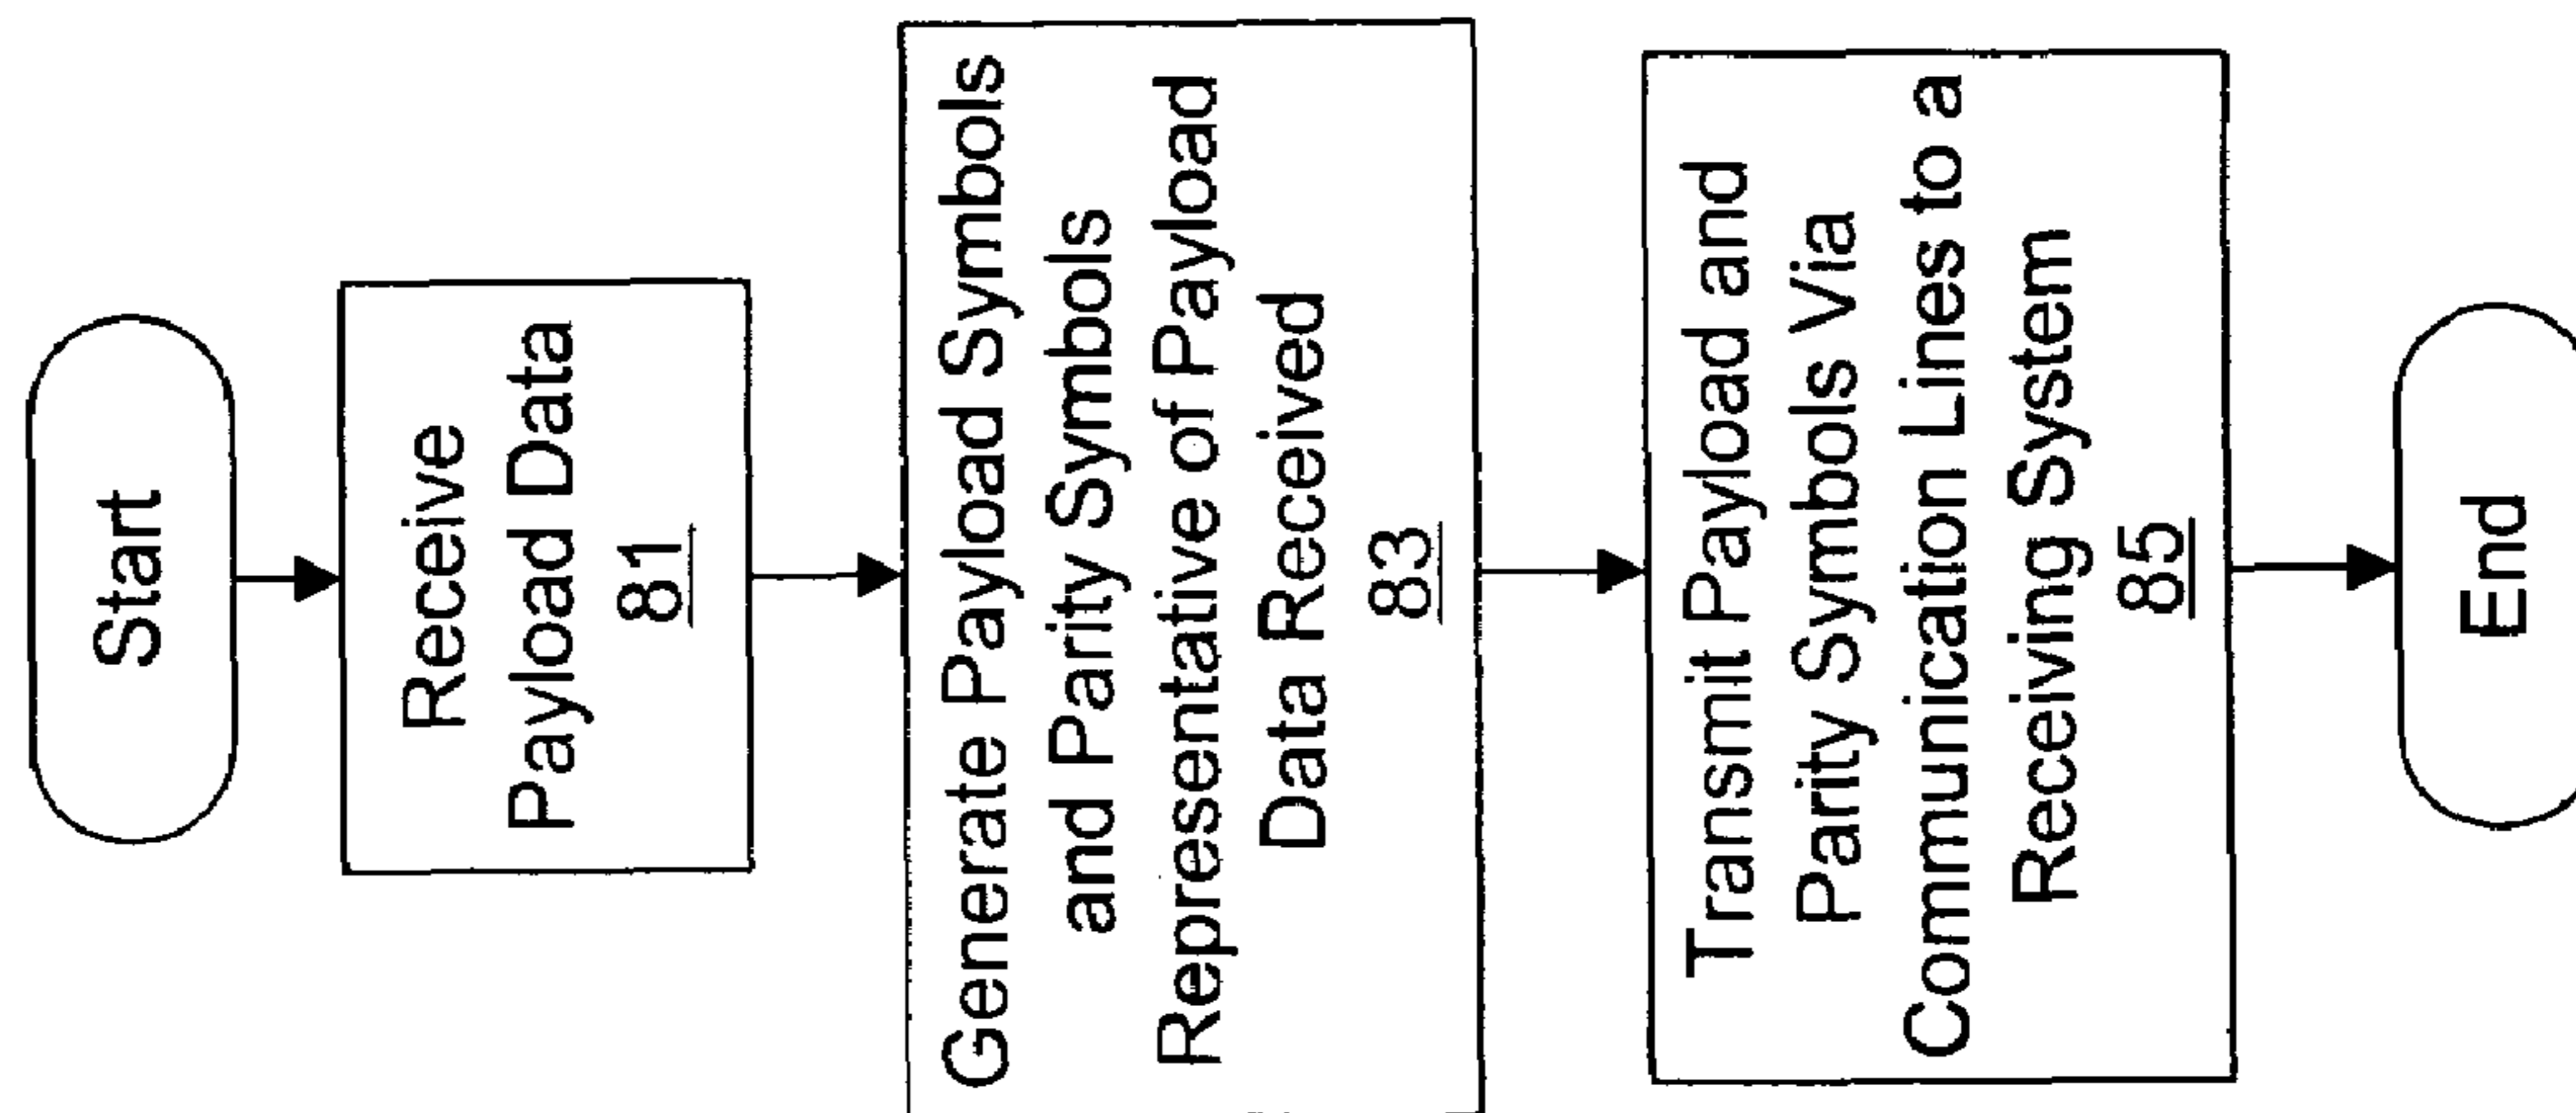 Start
Receive
Payload Data
81
Generate Payload Symbols
and Parity Symbols
Representative of Payload
Data Received
83
Transmit Payload and
Parity Symbols Via
Communication Lines to a
Receiving System
85
End